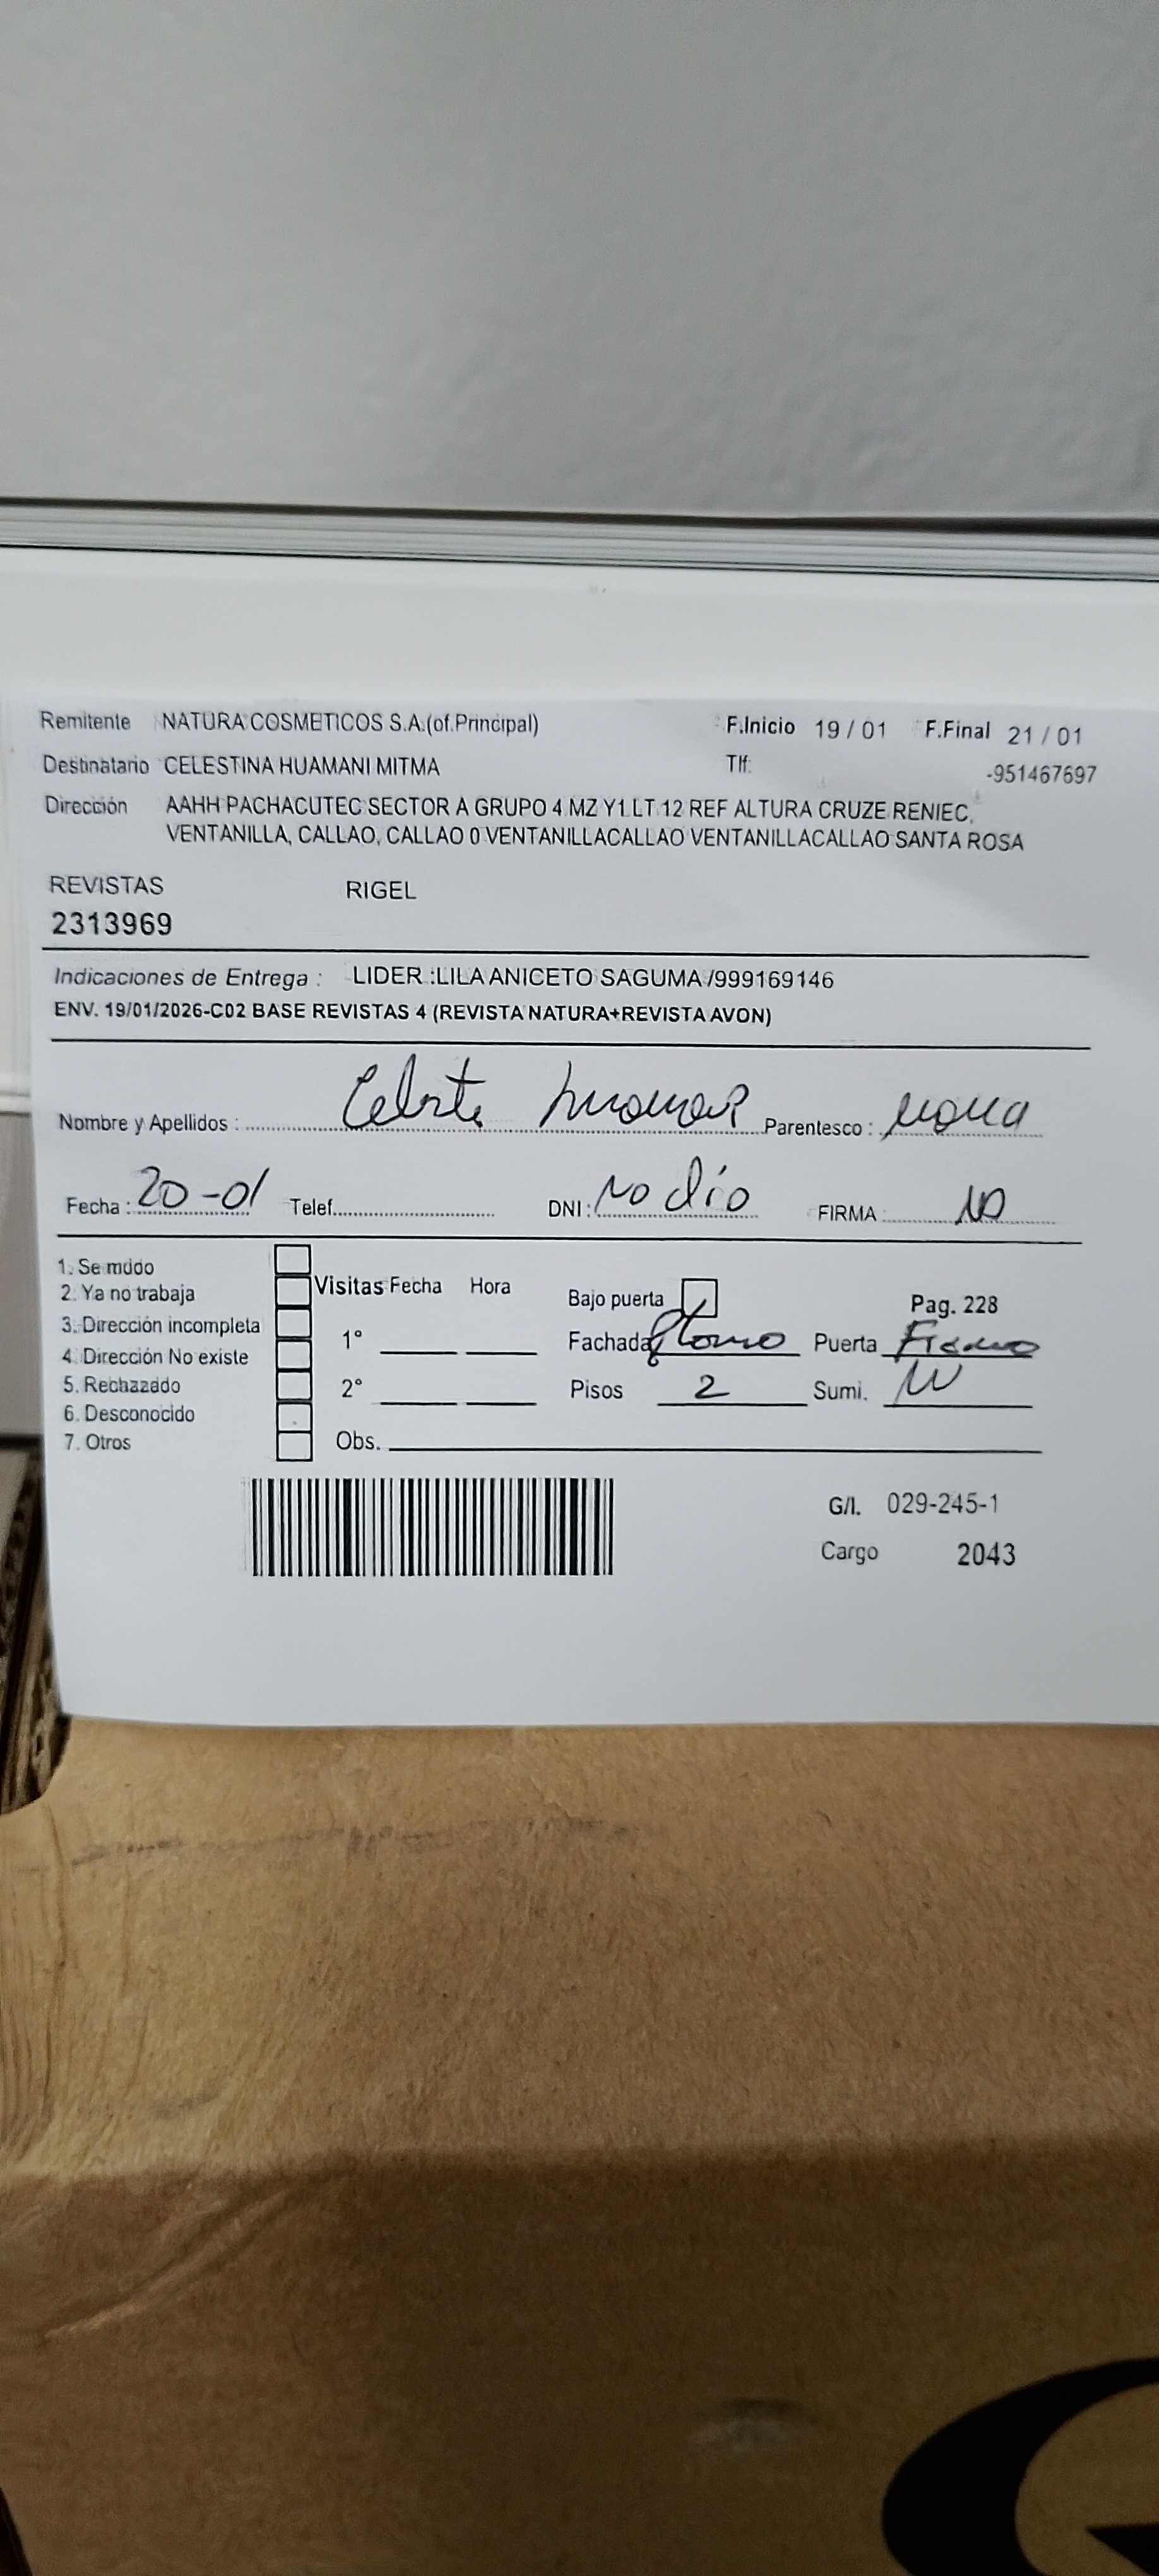 Remitente NATURA COSMETICOS S.A.(of.Principal) F.Inicio 19 / 01 F.Final 21 / 01
Destinatario CELESTINA HUAMANI MITMA Tlf: -951467697
Dirección AAHH PACHACUTEC SECTOR A GRUPO 4 MZ Y1 LT 12 REF ALTURA CRUZE RENIEC,
VENTANILLA, CALLAO, CALLAO 0 VENTANILLACALLAO VENTANILLACALLAO SANTA ROSA
REVISTAS RIGEL
2313969
Indicaciones de Entrega : LIDER :LILA ANICETO SAGUMA /999169146
ENV. 19/01/2026-C02 BASE REVISTAS 4 (REVISTA NATURA+REVISTA AVON)
Nombre y Apellidos : Parentesco :
Fecha : 20-01 Telef. DNI : No dio FIRMA
1. Se mudo
2. Ya no trabaja Visitas Fecha Hora Bajo puerta Pag. 228
3. Dirección incompleta 1° Fachada Puerta Fierro
4. Dirección No existe
5. Rechazado 2° Pisos 2 Sumi.
6. Desconocido
7. Otros Obs.
G/l. 029-245-1
Cargo 2043